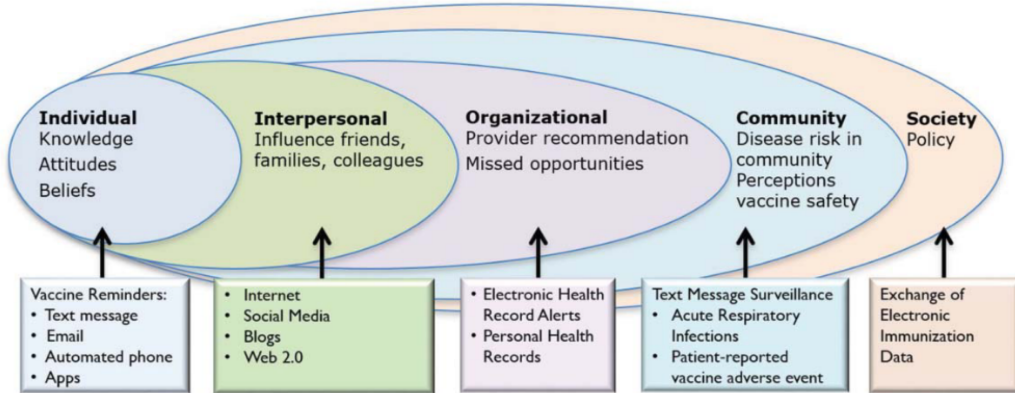 Individual
Knowledge
Attitudes
Beliefs
Interpersonal
Influence friends,
families, colleagues
Organizational
Provider recommendation
Missed opportunities
Community
Disease risk in
community
Perceptions
vaccine safety
Society
Policy
Vaccine Reminders:
• Text message
• Email
• Automated phone
• Apps
• Internet
• Social Media
• Blogs
• Web 2.0
• Electronic Health
Record Alerts
• Personal Health
Records
Text Message Surveillance
• Acute Respiratory
Infections
• Patient-reported
vaccine adverse event
Exchange of
Electronic
Immunization
Data